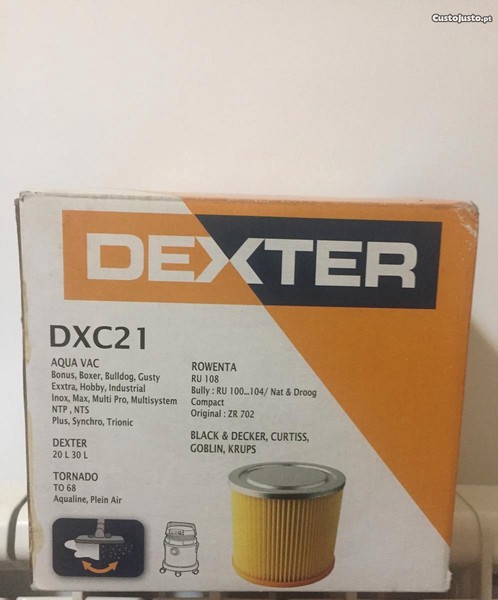 CustoJusto.pt
DEXTER
DXC21
AQUA VAC
Bonus, Boxer, Bulldog, Gusty
Exxtra, Hobby, Industrial
Inox, Max, Multi Pro, Multisystem
NTP , NTS
Plus, Synchro, Trionic
DEXTER
20 L 30 L
TORNADO
TO 68
Aqualine, Plein Air
ROWENTA
RU 108
Bully : RU 100...104/ Nat & Droog
Compact
Original : ZR 702
BLACK & DECKER, CURTISS,
GOBLIN, KRUPS